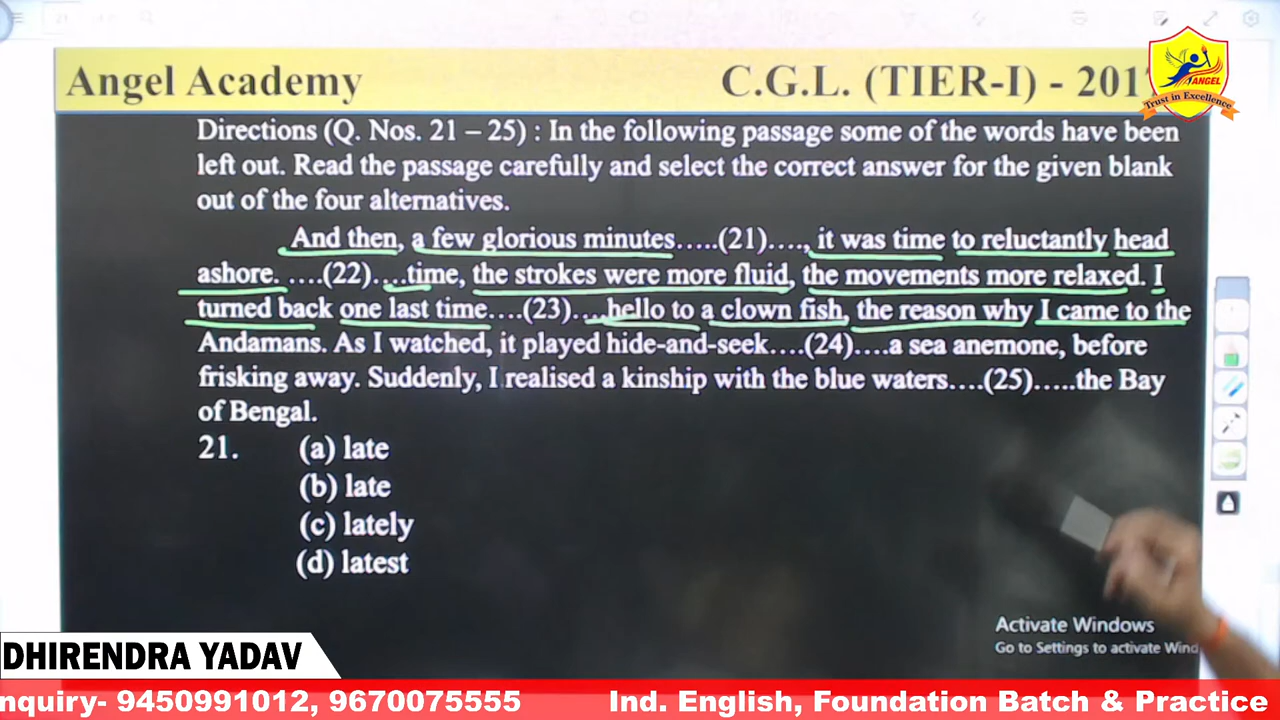 Angel Academy C.G.L. (TIER-I) - 201
ANGEL
Trust in Excellence
Directions (Q. Nos. 21 – 25) : In the following passage some of the words have been
left out. Read the passage carefully and select the correct answer for the given blank
out of the four alternatives.
And then, a few glorious minutes…..(21)…., it was time to reluctantly head
ashore. ….(22)….time, the strokes were more fluid, the movements more relaxed. I
turned back one last time….(23)….hello to a clown fish, the reason why I came to the
Andamans. As I watched, it played hide-and-seek….(24)….a sea anemone, before
frisking away. Suddenly, I realised a kinship with the blue waters….(25)…..the Bay
of Bengal.
21. (a) late
(b) late
(c) lately
(d) latest
Activate Windows
Go to Settings to activate Wind
DHIRENDRA YADAV
nquiry- 9450991012, 9670075555 Ind. English, Foundation Batch & Practice